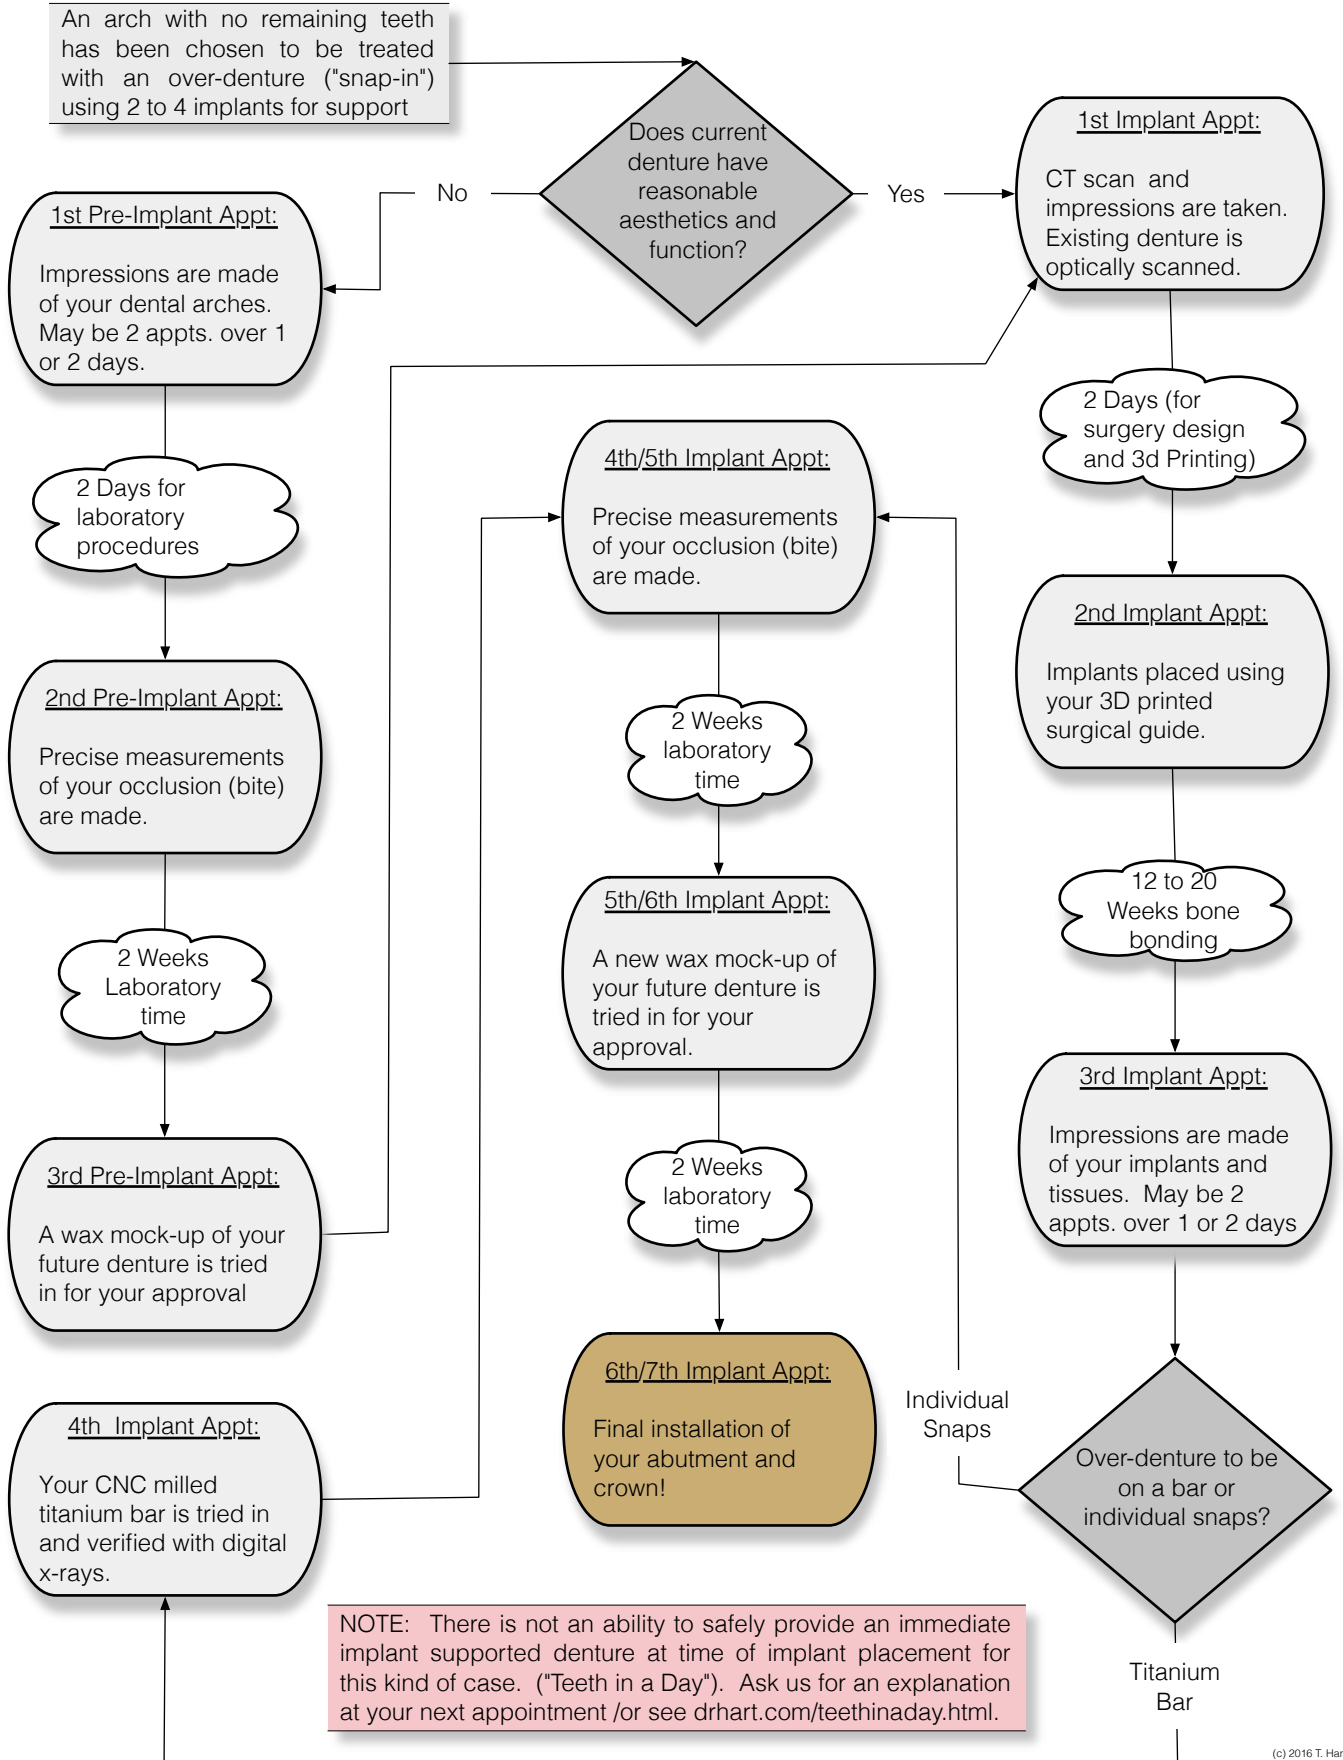 An arch with no remaining teeth
has been chosen to be treated
with an over-denture ("snap-in")
using 2 to 4 implants for support
Does current
denture have
reasonable
aesthetics and
function?
No
Yes
1st Implant Appt:
CT scan and
impressions are taken.
Existing denture is
optically scanned.
1st Pre-Implant Appt:
Impressions are made
of your dental arches.
May be 2 appts. over 1
or 2 days.
2 Days (for
surgery design
and 3d Printing)
2 Days for
laboratory
procedures
4th/5th Implant Appt:
Precise measurements
of your occlusion (bite)
are made.
2nd Implant Appt:
Implants placed using
your 3D printed
surgical guide.
2nd Pre-Implant Appt:
Precise measurements
of your occlusion (bite)
are made.
2 Weeks
laboratory
time
12 to 20
Weeks bone
bonding
5th/6th Implant Appt:
A new wax mock-up of
your future denture is
tried in for your
approval.
2 Weeks
Laboratory
time
3rd Implant Appt:
Impressions are made
of your implants and
tissues. May be 2
appts. over 1 or 2 days
3rd Pre-Implant Appt:
A wax mock-up of your
future denture is tried
in for your approval
2 Weeks
laboratory
time
6th/7th Implant Appt:
Final installation of
your abutment and
crown!
Individual
Snaps
Over-denture to be
on a bar or
individual snaps?
4th Implant Appt:
Your CNC milled
titanium bar is tried in
and verified with digital
x-rays.
NOTE: There is not an ability to safely provide an immediate
implant supported denture at time of implant placement for
this kind of case. ("Teeth in a Day"). Ask us for an explanation
at your next appointment /or see drhart.com/teethinaday.html.
Titanium
Bar
(c) 2016 T. Har